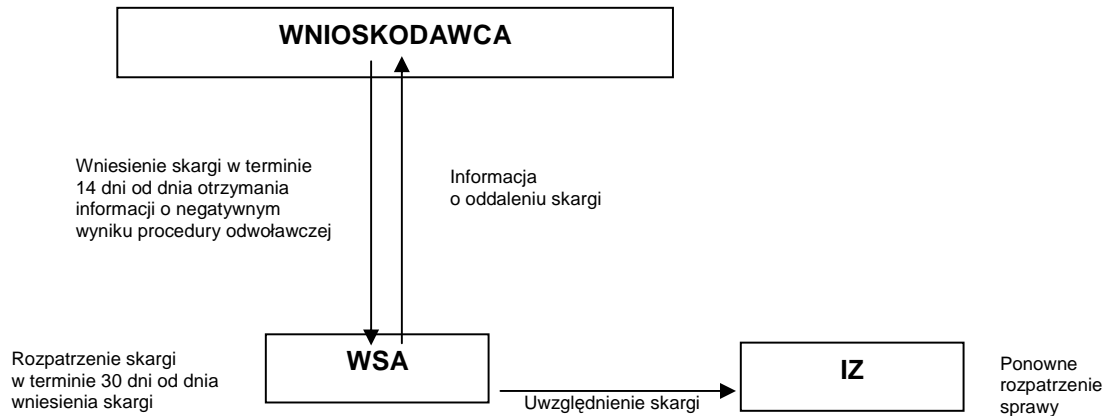 WNIOSKODAWCA
Wniesienie skargi w terminie
14 dni od dnia otrzymania
informacji o negatywnym
wyniku procedury odwoławczej
Informacja
o oddaleniu skargi
Rozpatrzenie skargi
w terminie 30 dni od dnia
wniesienia skargi
WSA
Uwzględnienie skargi
IZ
Ponowne
rozpatrzenie
sprawy